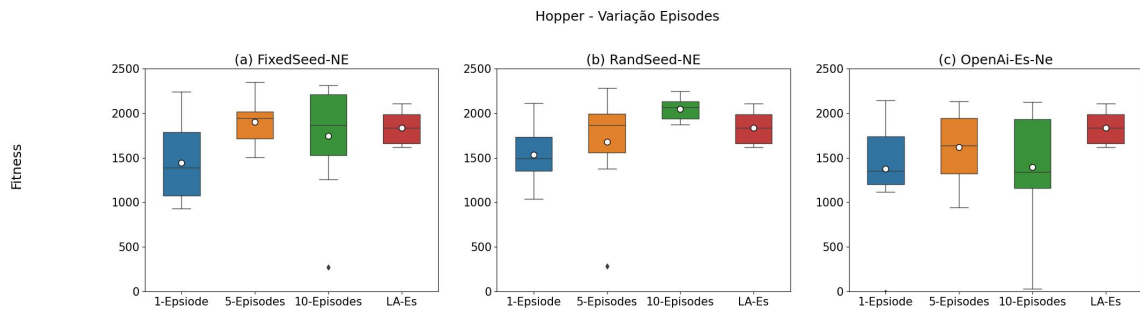 Hopper - Variação Episodes
Fitness
(a) FixedSeed-NE
2500
2000
1500
1000
500
0
1-Epsiode 5-Episodes 10-Episodes LA-Es
(b) RandSeed-NE
2500
2000
1500
1000
500
0
1-Epsiode 5-Episodes 10-Episodes LA-Es
(c) OpenAi-Es-Ne
2500
2000
1500
1000
500
0
1-Epsiode 5-Episodes 10-Episodes LA-Es